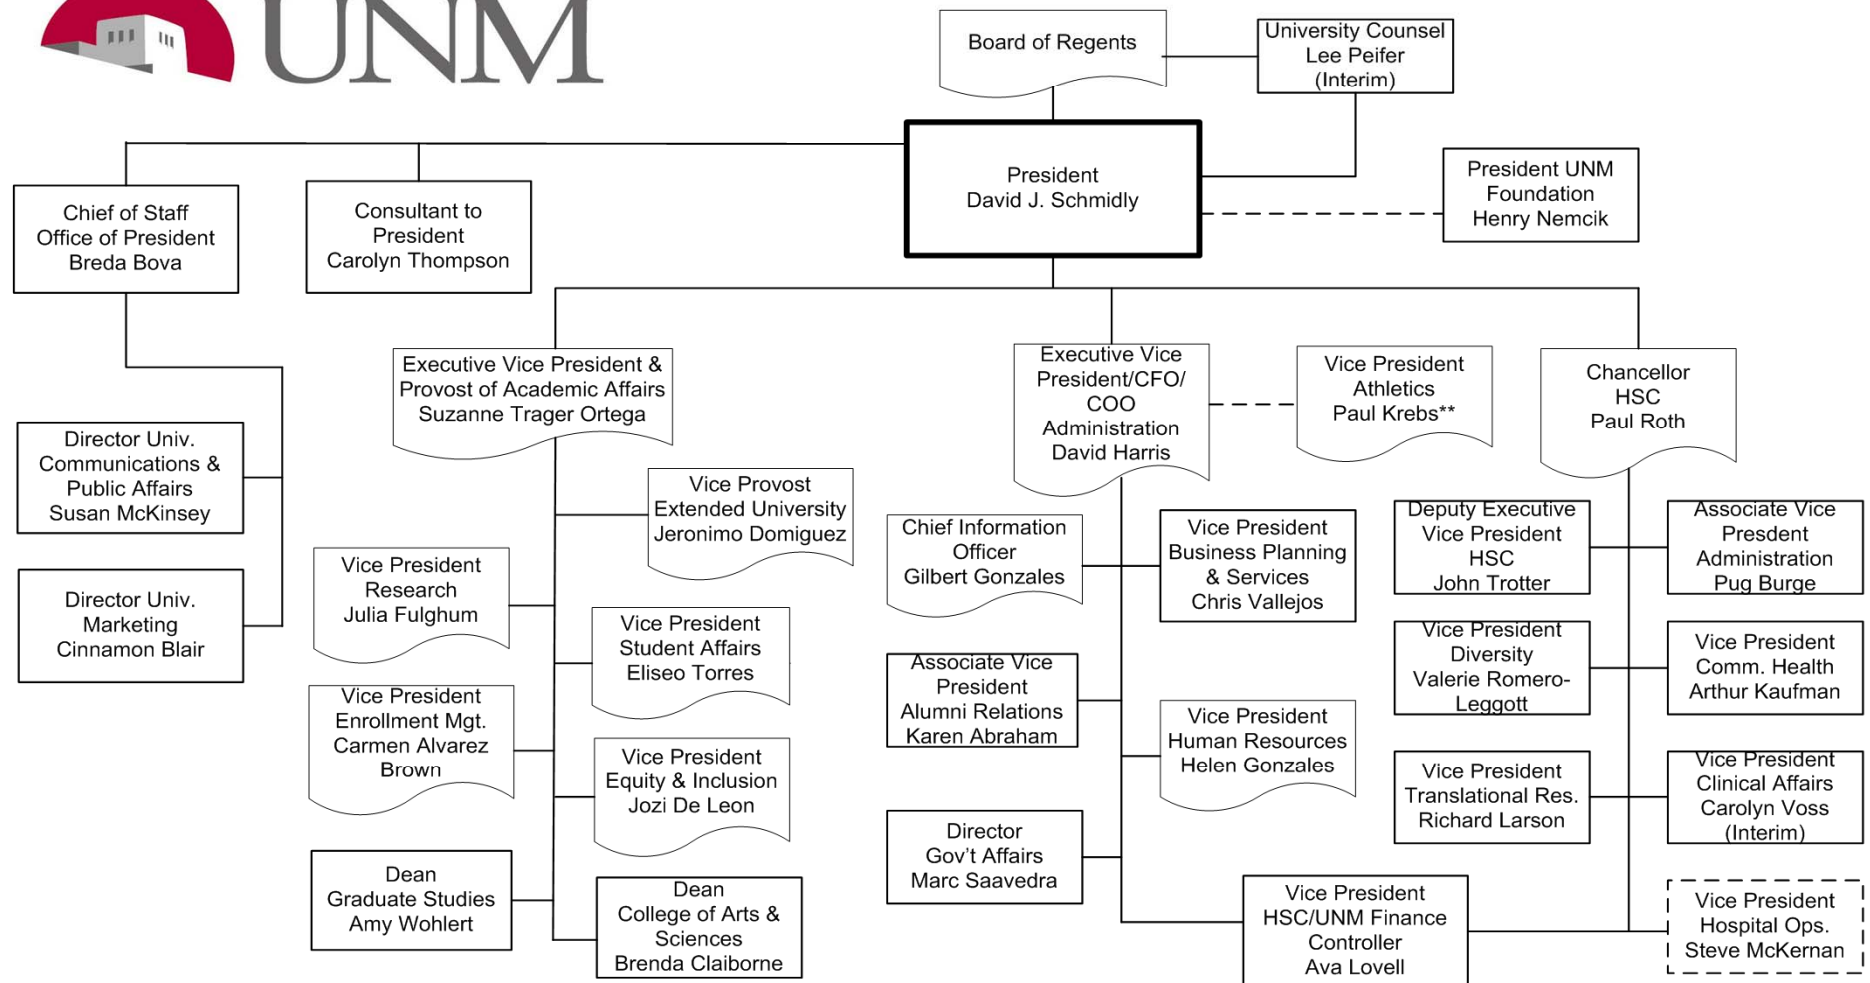 UNM
Board of Regents
University Counsel
Lee Peifer
(Interim)
President
David J. Schmidly
President UNM
Foundation
Henry Nemcik
Chief of Staff
Office of President
Breda Bova
Consultant to
President
Carolyn Thompson
Executive Vice President &
Provost of Academic Affairs
Suzanne Trager Ortega
Executive Vice
President/CFO/
COO
Administration
David Harris
Vice President
Athletics
Paul Krebs**
Chancellor
HSC
Paul Roth
Director Univ.
Communications &
Public Affairs
Susan McKinsey
Director Univ.
Marketing
Cinnamon Blair
Vice Provost
Extended University
Jeronimo Domiguez
Vice President
Research
Julia Fulghum
Vice President
Student Affairs
Eliseo Torres
Vice President
Enrollment Mgt.
Carmen Alvarez
Brown
Vice President
Equity & Inclusion
Jozi De Leon
Dean
Graduate Studies
Amy Wohlert
Dean
College of Arts &
Sciences
Brenda Claiborne
Chief Information
Officer
Gilbert Gonzales
Vice President
Business Planning
& Services
Chris Vallejos
Associate Vice
President
Alumni Relations
Karen Abraham
Vice President
Human Resources
Helen Gonzales
Director
Gov't Affairs
Marc Saavedra
Vice President
HSC/UNM Finance
Controller
Ava Lovell
Deputy Executive
Vice President
HSC
John Trotter
Associate Vice
Presdent
Administration
Pug Burge
Vice President
Diversity
Valerie Romero-
Leggott
Vice President
Comm. Health
Arthur Kaufman
Vice President
Translational Res.
Richard Larson
Vice President
Clinical Affairs
Carolyn Voss
(Interim)
Vice President
Hospital Ops.
Steve McKernan